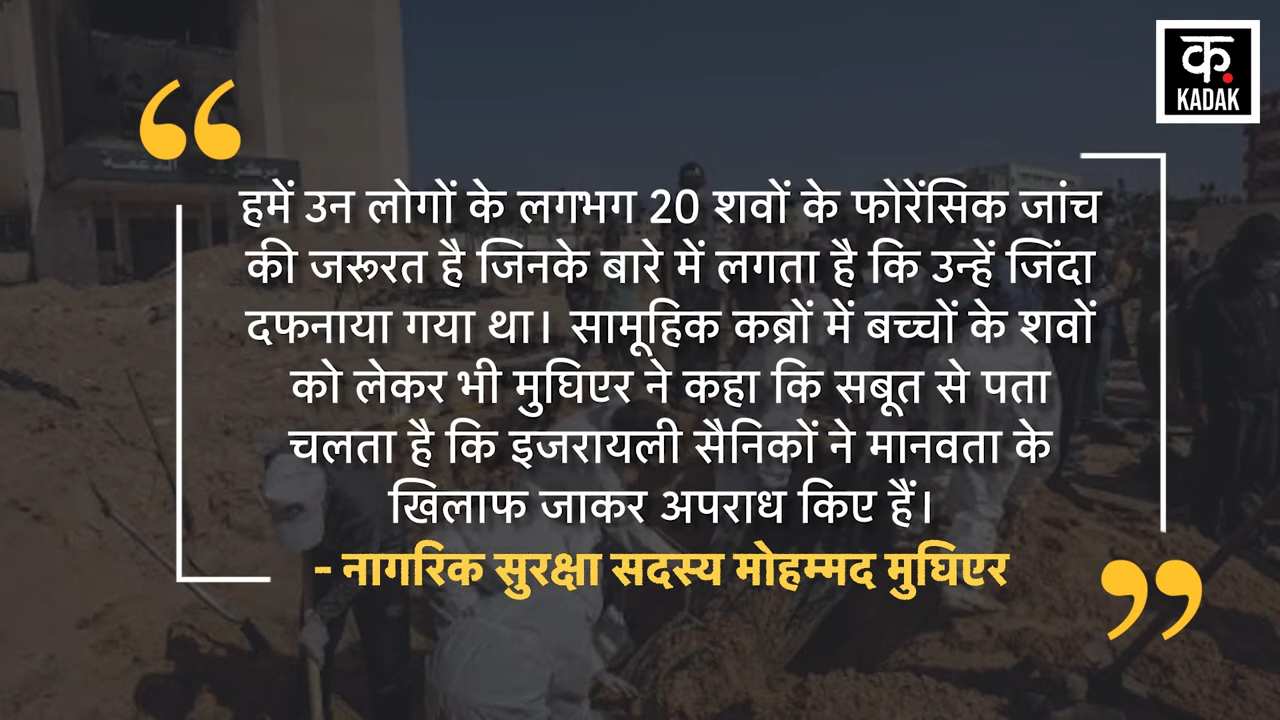 क
KADAK
हमें उन लोगों के लगभग 20 शवों के फोरेंसिक जांच
की जरूरत है जिनके बारे में लगता है कि उन्हें जिंदा
दफनाया गया था। सामूहिक कब्रों में बच्चों के शवों
को लेकर भी मुघिएर ने कहा कि सबूत से पता
चलता है कि इजरायली सैनिकों ने मानवता के
खिलाफ जाकर अपराध किए हैं।
- नागरिक सुरक्षा सदस्य मोहम्मद मुघिएर